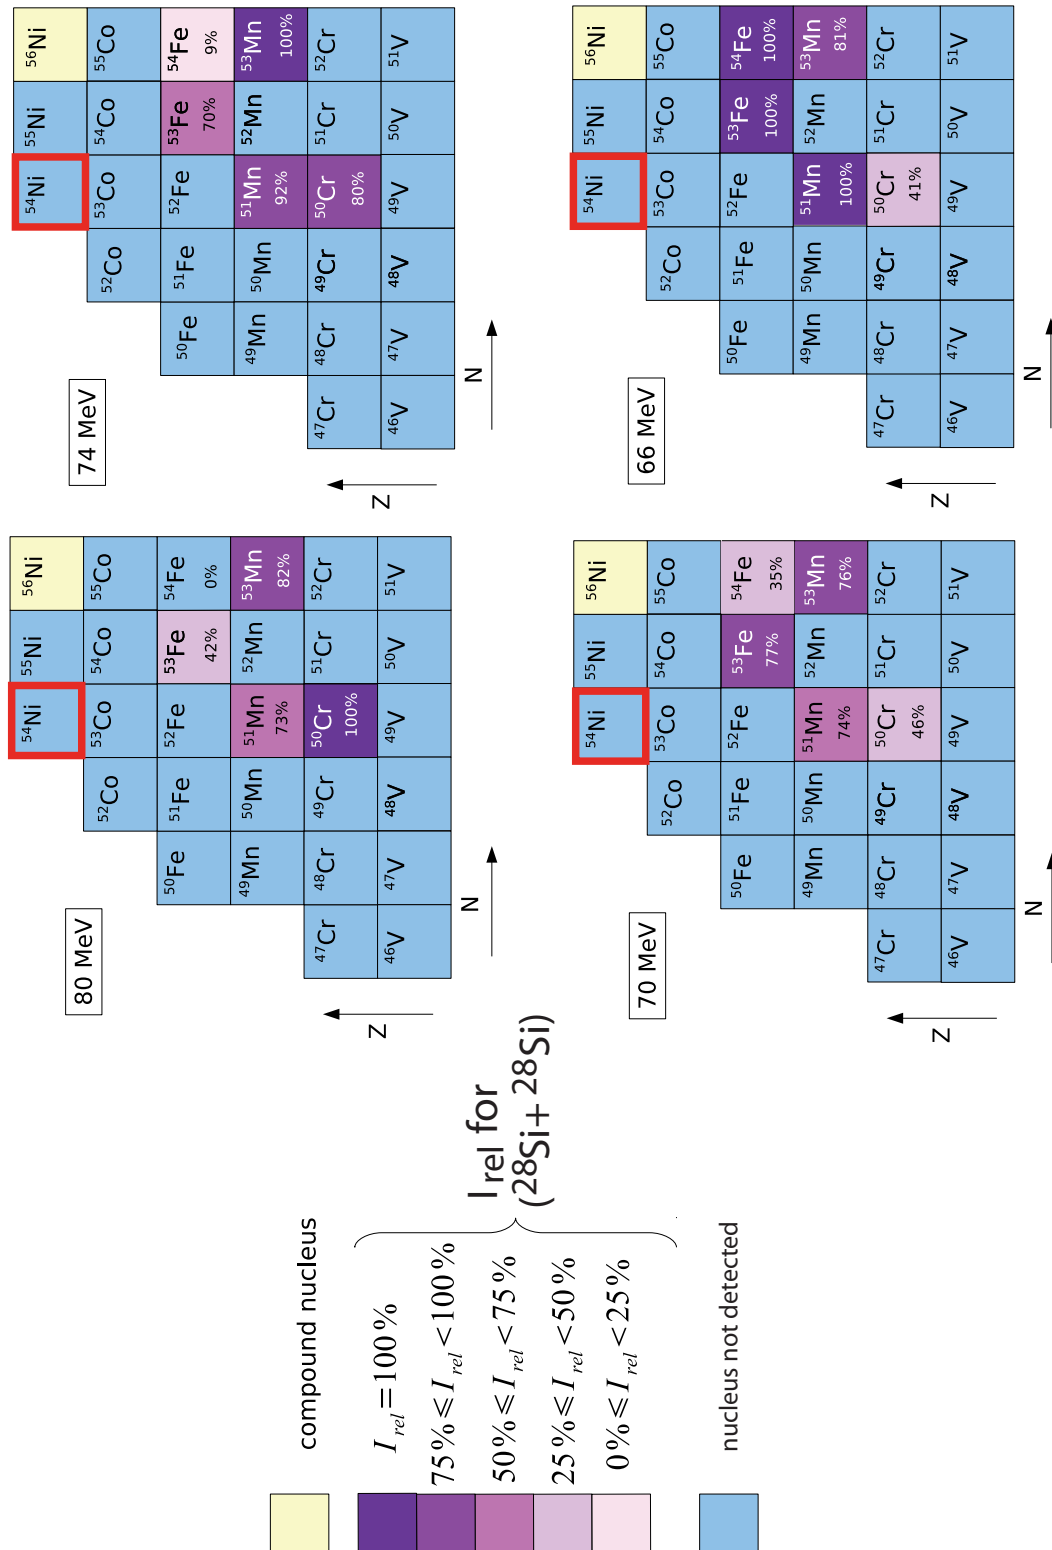 compound nucleus
I_rel=100%
75%⩽I_rel<100%
50%⩽I_rel<75%
25%⩽I_rel<50%
0%⩽I_rel<25%
I_rel for
(²⁸Si+²⁸Si)
nucleus not detected
80 MeV
⁵⁴Ni ⁵⁵Ni ⁵⁶Ni
⁵²Co ⁵³Co ⁵⁴Co ⁵⁵Co
⁵⁰Fe ⁵¹Fe ⁵²Fe ⁵³Fe ⁵⁴Fe
42% 0%
⁴⁹Mn ⁵⁰Mn ⁵¹Mn ⁵²Mn ⁵³Mn
73% 82%
⁴⁷Cr ⁴⁸Cr ⁴⁹Cr ⁵⁰Cr ⁵¹Cr ⁵²Cr
100%
⁴⁶V ⁴⁷V ⁴⁸V ⁴⁹V ⁵⁰V ⁵¹V
Z
N
74 MeV
⁵⁴Ni ⁵⁵Ni ⁵⁶Ni
⁵²Co ⁵³Co ⁵⁴Co ⁵⁵Co
⁵⁰Fe ⁵¹Fe ⁵²Fe ⁵³Fe ⁵⁴Fe
70% 9%
⁴⁹Mn ⁵⁰Mn ⁵¹Mn ⁵²Mn ⁵³Mn
92% 100%
⁴⁷Cr ⁴⁸Cr ⁴⁹Cr ⁵⁰Cr ⁵¹Cr ⁵²Cr
80%
⁴⁶V ⁴⁷V ⁴⁸V ⁴⁹V ⁵⁰V ⁵¹V
Z
N
70 MeV
⁵⁴Ni ⁵⁵Ni ⁵⁶Ni
⁵²Co ⁵³Co ⁵⁴Co ⁵⁵Co
⁵⁰Fe ⁵¹Fe ⁵²Fe ⁵³Fe ⁵⁴Fe
77% 35%
⁴⁹Mn ⁵⁰Mn ⁵¹Mn ⁵²Mn ⁵³Mn
74% 76%
⁴⁷Cr ⁴⁸Cr ⁴⁹Cr ⁵⁰Cr ⁵¹Cr ⁵²Cr
46%
⁴⁶V ⁴⁷V ⁴⁸V ⁴⁹V ⁵⁰V ⁵¹V
Z
N
66 MeV
⁵⁴Ni ⁵⁵Ni ⁵⁶Ni
⁵²Co ⁵³Co ⁵⁴Co ⁵⁵Co
⁵⁰Fe ⁵¹Fe ⁵²Fe ⁵³Fe ⁵⁴Fe
100% 100%
⁴⁹Mn ⁵⁰Mn ⁵¹Mn ⁵²Mn ⁵³Mn
100% 81%
⁴⁷Cr ⁴⁸Cr ⁴⁹Cr ⁵⁰Cr ⁵¹Cr ⁵²Cr
41%
⁴⁶V ⁴⁷V ⁴⁸V ⁴⁹V ⁵⁰V ⁵¹V
Z
N